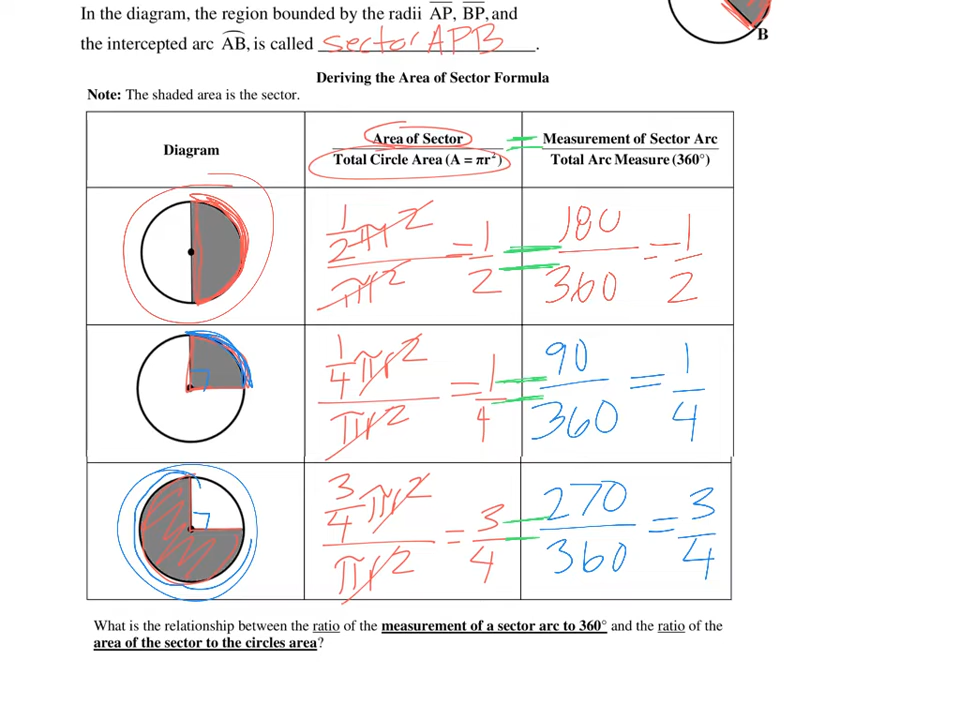 In the diagram, the region bounded by the radii AP, BP, and
the intercepted arc AB, is called sector APB.
B
Deriving the Area of Sector Formula
Note: The shaded area is the sector.
Diagram
Area of Sector
Total Circle Area (A = πr²)
=
Measurement of Sector Arc
Total Arc Measure (360°)
1/2 πr² / πr² = 1/2 = 180/360 = 1/2
1/4 πr² / πr² = 1/4 = 90/360 = 1/4
3/4 πr² / πr² = 3/4 = 270/360 = 3/4
What is the relationship between the ratio of the measurement of a sector arc to 360° and the ratio of the
area of the sector to the circles area?